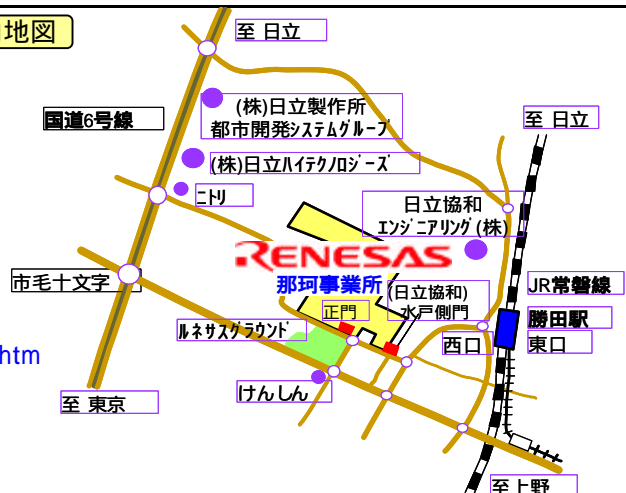 地図
至 日立
国道6号線
(株)日立製作所
都市開発システムグループ
(株)日立ハイテクノロジーズ
ニトリ
至 日立
日立協和
エンジニアリング(株)
RENESAS
那珂事業所
市毛十文字
(日立協和)
水戸側門
正門
JR常磐線
勝田駅
東口
西口
ルネサスグラウンド
htm
けんしん
至 東京
至上野